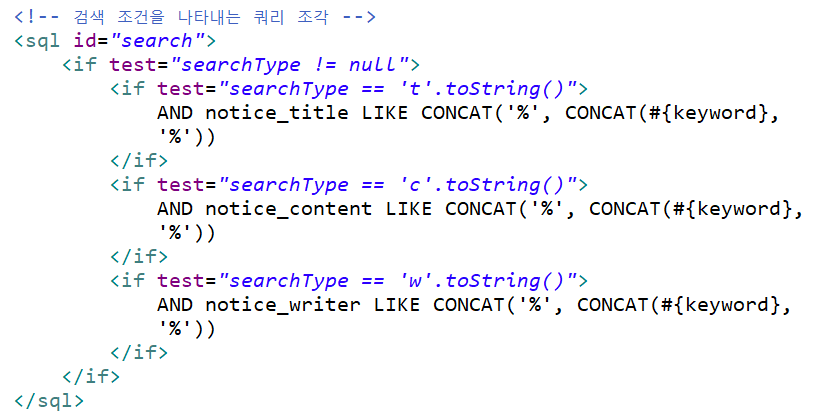 <!-- 검색 조건을 나타내는 쿼리 조각 -->
<sql id="search">
    <if test="searchType != null">
        <if test="searchType == 't'.toString()">
            AND notice_title LIKE CONCAT('%', CONCAT(#{keyword},
            '%'))
        </if>
        <if test="searchType == 'c'.toString()">
            AND notice_content LIKE CONCAT('%', CONCAT(#{keyword},
            '%'))
        </if>
        <if test="searchType == 'w'.toString()">
            AND notice_writer LIKE CONCAT('%', CONCAT(#{keyword},
            '%'))
        </if>
    </if>
</sql>